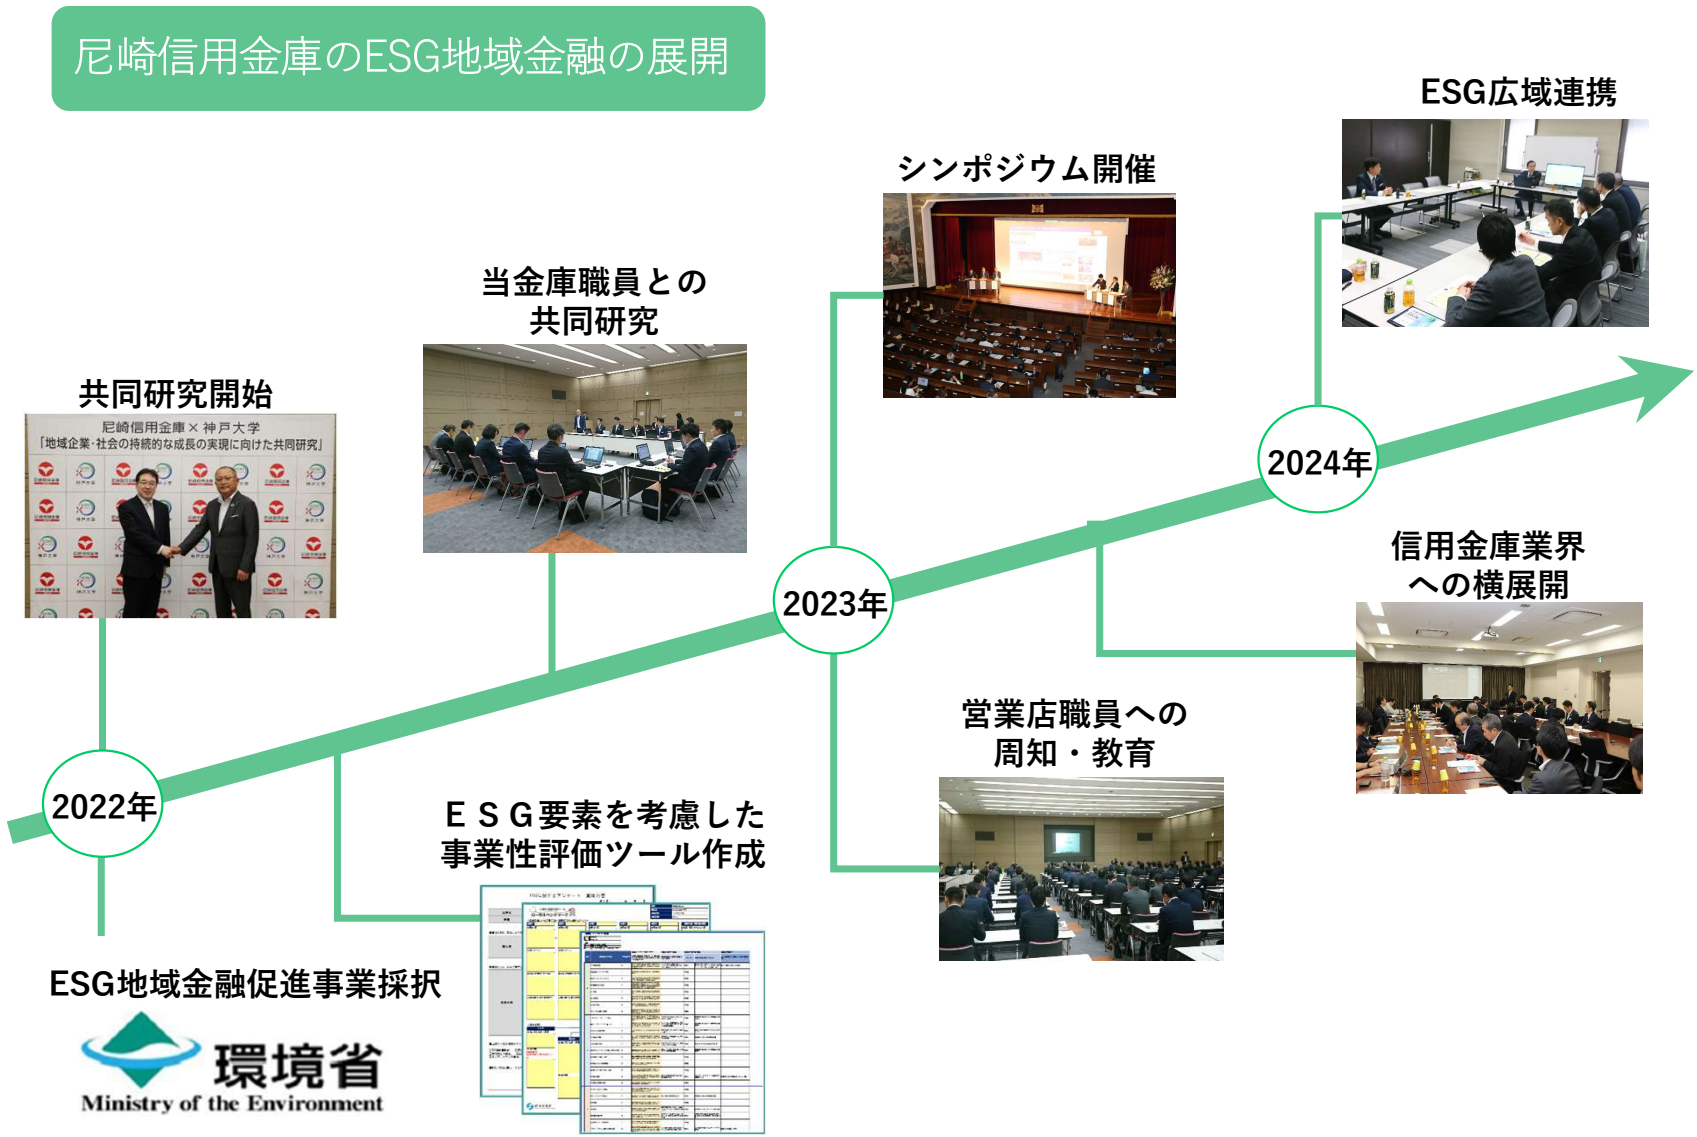 尼崎信用金庫のESG地域金融の展開
ESG広域連携
シンポジウム開催
当金庫職員との
共同研究
共同研究開始
尼崎信用金庫×神戸大学
「地域企業・社会の持続的な成長の実現に向けた共同研究」
2024年
2023年
2022年
信用金庫業界
への横展開
営業店職員への
周知・教育
ESG要素を考慮した
事業性評価ツール作成
ESG地域金融促進事業採択
環境省
Ministry of the Environment